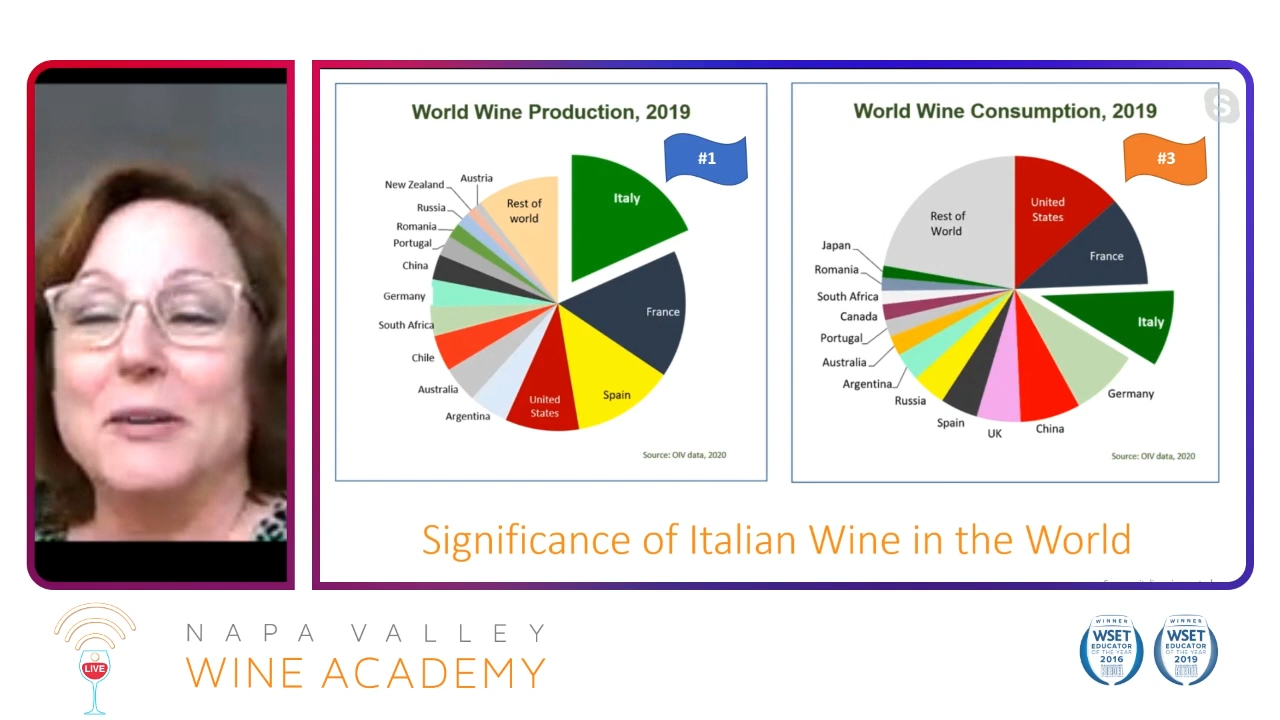 World Wine Production, 2019
#1
Austria
New Zealand
Rest of
world
Italy
Russia
Romania
Portugal
China
Germany
France
South Africa
Chile
Australia
United
States
Spain
Argentina
Source: OIV data, 2020
World Wine Consumption, 2019
#3
United
States
Rest of
World
Japan
France
Romania
South Africa
Italy
Canada
Portugal
Australia
Argentina
Germany
Russia
Spain
UK
China
Source: OIV data, 2020
Significance of Italian Wine in the World
LIVE
NAPA VALLEY
WINE ACADEMY
WINNER
WSET
EDUCATOR
OF THE YEAR
2016
WINNER
WSET
EDUCATOR
OF THE YEAR
2019